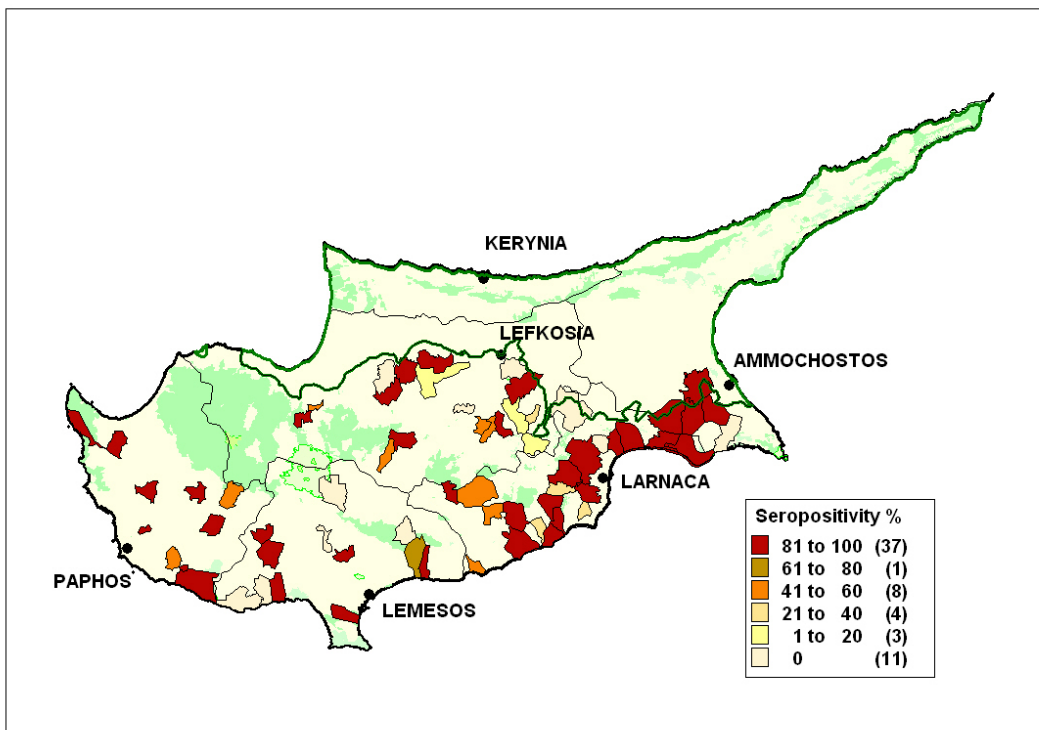 KERYNIA
LEFKOSIA
AMMOCHOSTOS
LARNACA
PAPHOS
LEMESOS
Seropositivity %
81 to 100 (37)
61 to 80 (1)
41 to 60 (8)
21 to 40 (4)
1 to 20 (3)
0 (11)